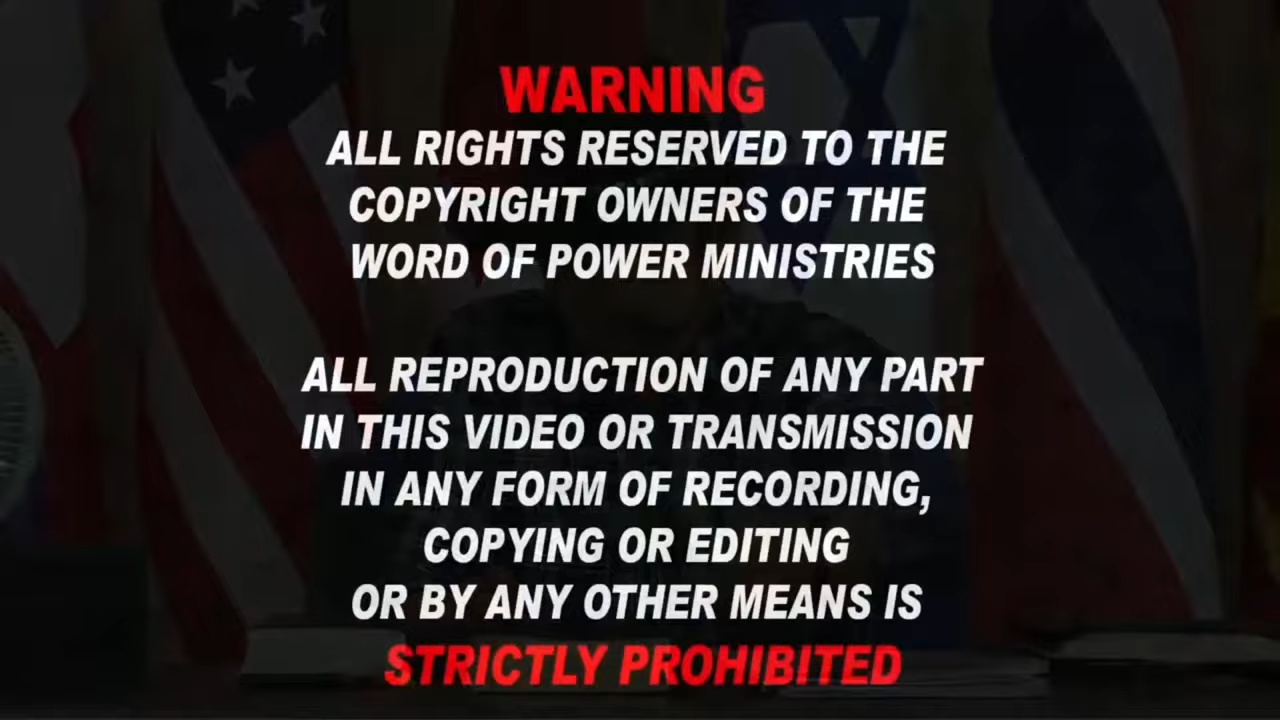 WARNING
ALL RIGHTS RESERVED TO THE
COPYRIGHT OWNERS OF THE
WORD OF POWER MINISTRIES
ALL REPRODUCTION OF ANY PART
IN THIS VIDEO OR TRANSMISSION
IN ANY FORM OF RECORDING,
COPYING OR EDITING
OR BY ANY OTHER MEANS IS
STRICTLY PROHIBITED